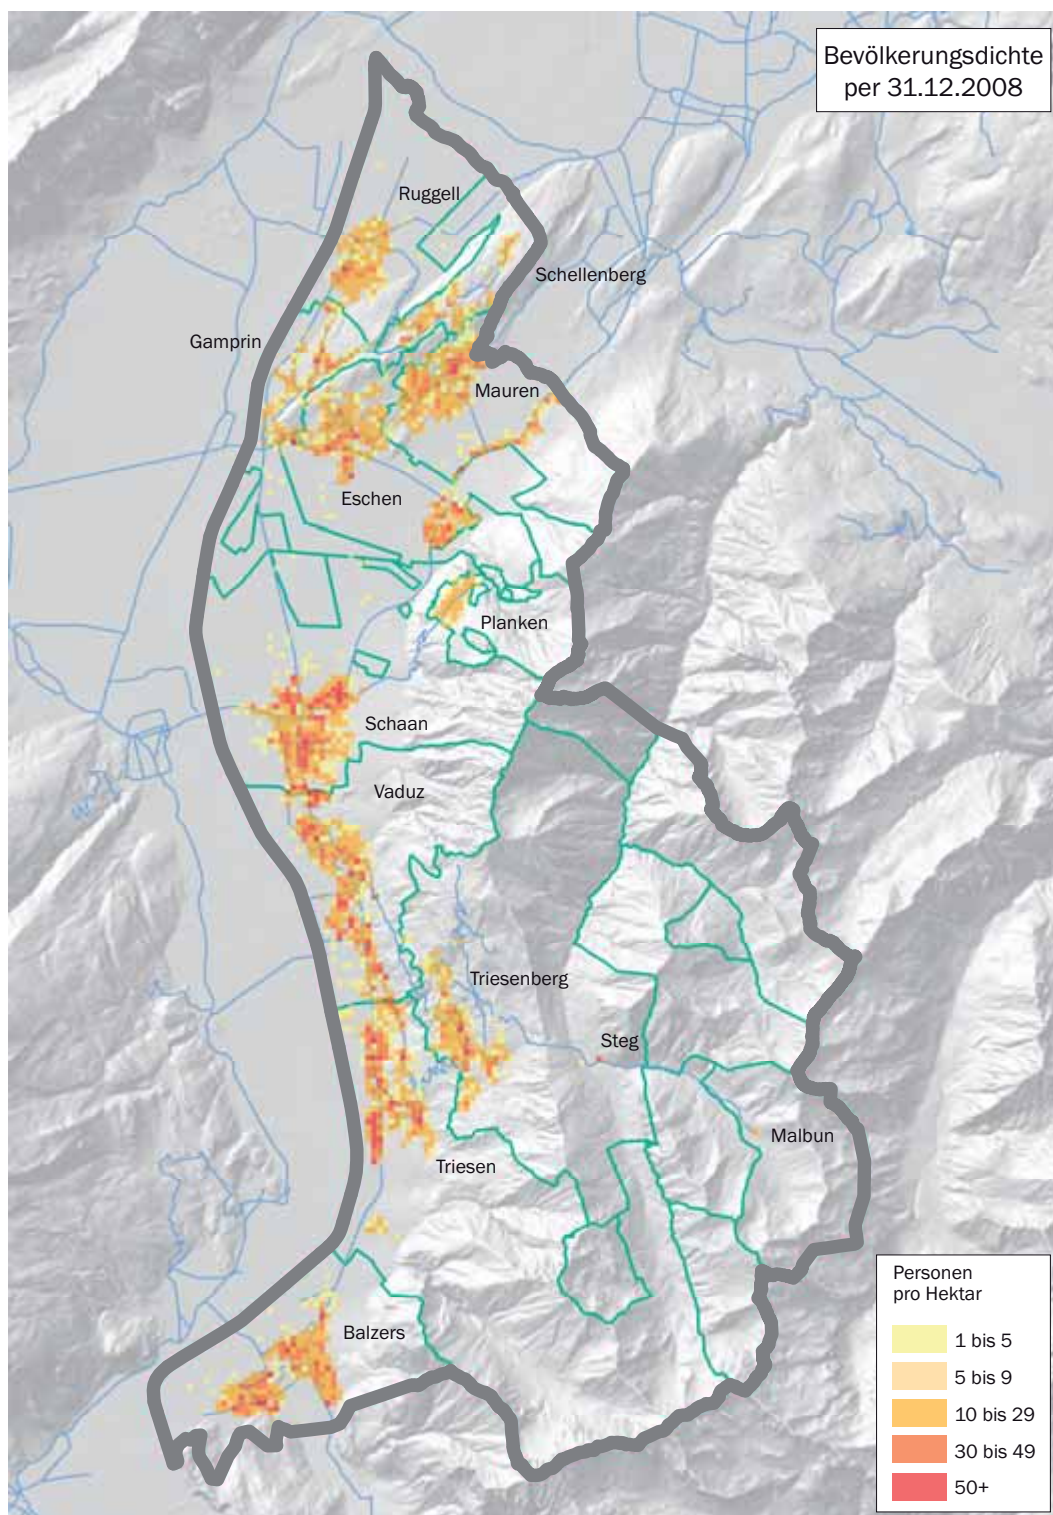 Bevölkerungsdichte
per 31.12.2008
Ruggell
Schellenberg
Gamprin
Mauren
Eschen
Planken
Schaan
Vaduz
Triesenberg
Steg
Malbun
Triesen
Balzers
Personen
pro Hektar
1 bis 5
5 bis 9
10 bis 29
30 bis 49
50+